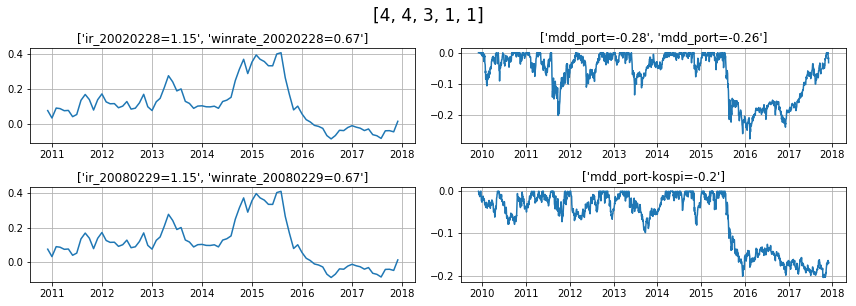 [4, 4, 3, 1, 1]
['ir_20020228=1.15', 'winrate_20020228=0.67']
0.4
0.2
0.0
2011 2012 2013 2014 2015 2016 2017 2018
['mdd_port=-0.28', 'mdd_port=-0.26']
0.0
−0.1
−0.2
2010 2011 2012 2013 2014 2015 2016 2017 2018
['ir_20080229=1.15', 'winrate_20080229=0.67']
0.4
0.2
0.0
2011 2012 2013 2014 2015 2016 2017 2018
['mdd_port-kospi=-0.2']
0.0
−0.1
−0.2
2010 2011 2012 2013 2014 2015 2016 2017 2018